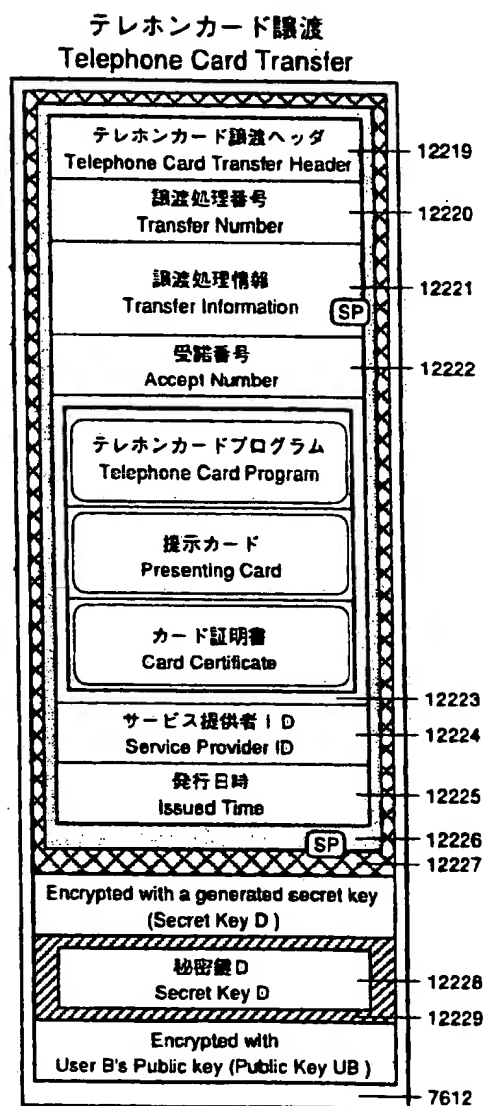 テレホンカード譲渡
Telephone Card Transfer
テレホンカード譲渡ヘッダ
Telephone Card Transfer Header
12219
譲渡処理番号
Transfer Number
12220
譲渡処理情報
Transfer Information
12221
SP
受諾番号
Accept Number
12222
テレホンカードプログラム
Telephone Card Program
提示カード
Presenting Card
カード証明書
Card Certificate
12223
サービス提供者ID
Service Provider ID
12224
発行日時
Issued Time
12225
SP
12226
12227
Encrypted with a generated secret key
(Secret Key D )
秘密鍵D
Secret Key D
12228
12229
Encrypted with
User B's Public key (Public Key UB )
7612